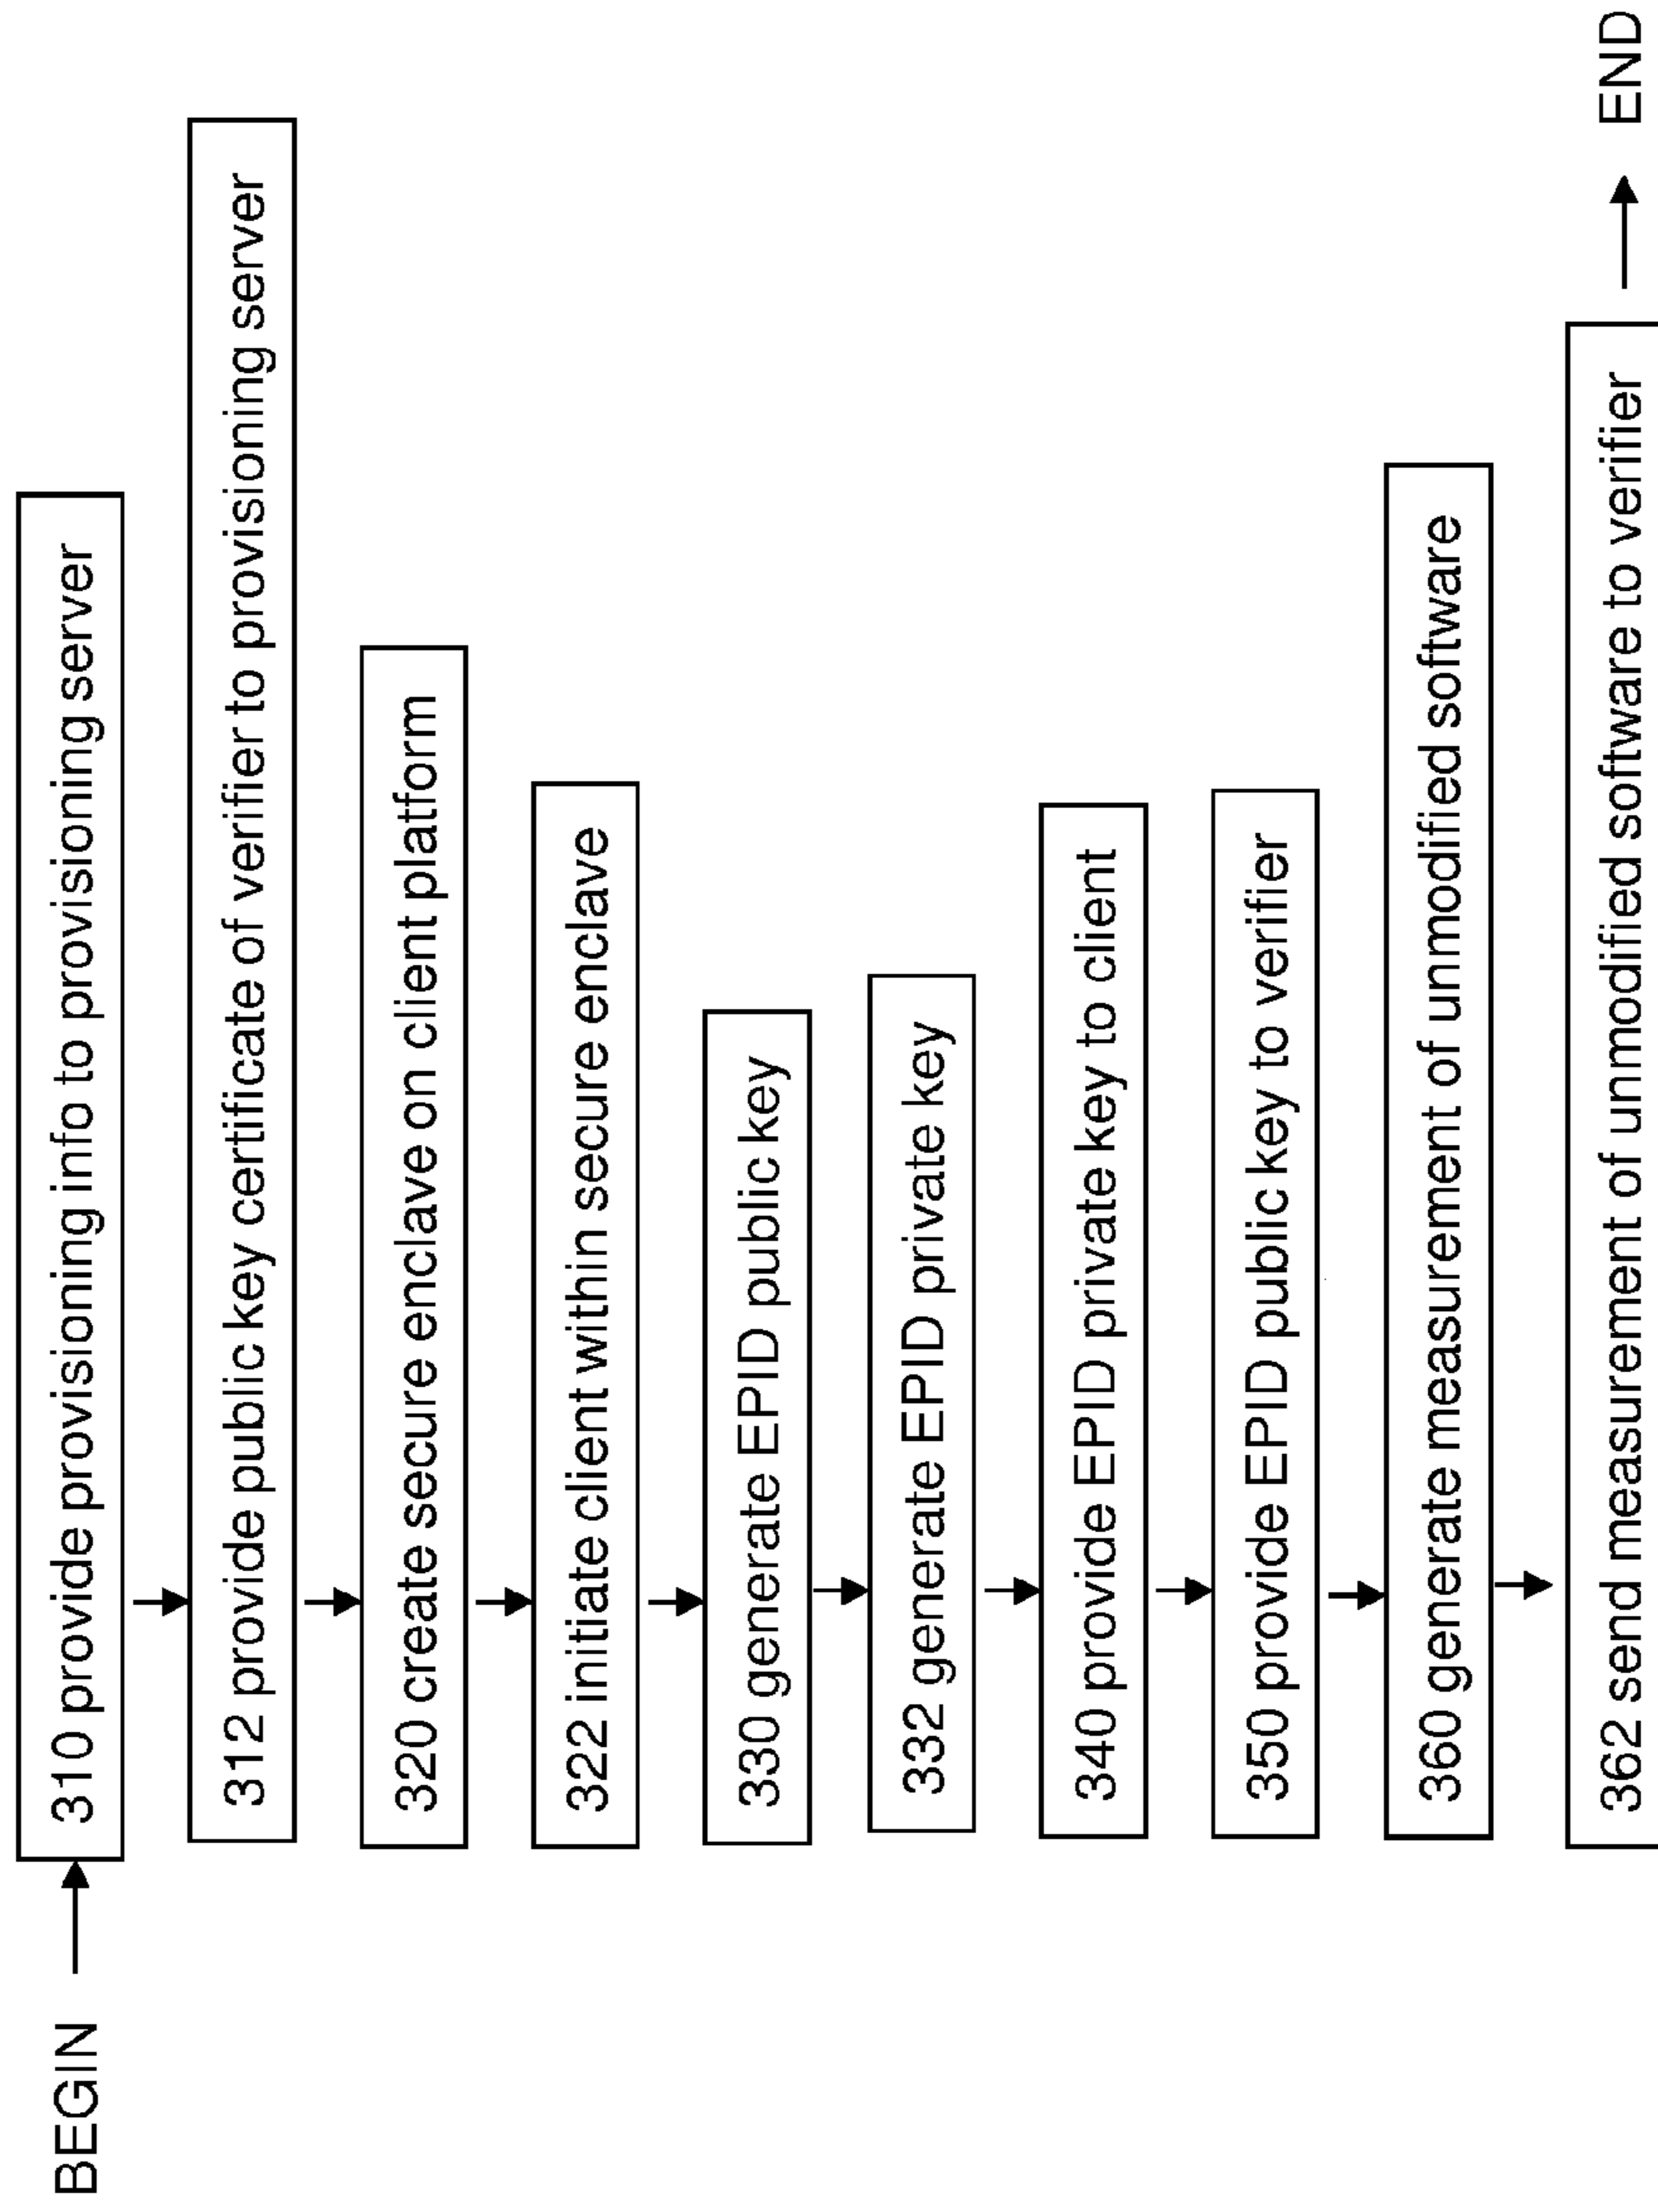 BEGIN
310 provide provisioning info to provisioning server
312 provide public key certificate of verifier to provisioning server
320 create secure enclave on client platform
322 initiate client within secure enclave
330 generate EPID public key
332 generate EPID private key
340 provide EPID private key to client
350 provide EPID public key to verifier
360 generate measurement of unmodified software
362 send measurement of unmodified software to verifier
END